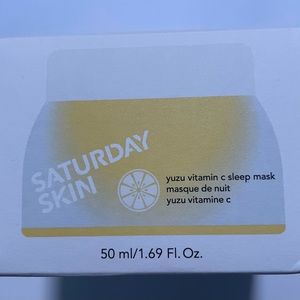 SATURDAY
SKIN
yuzu vitamin c sleep mask
masque de nuit
yuzu vitamine c
50 ml/1.69 Fl. Oz.